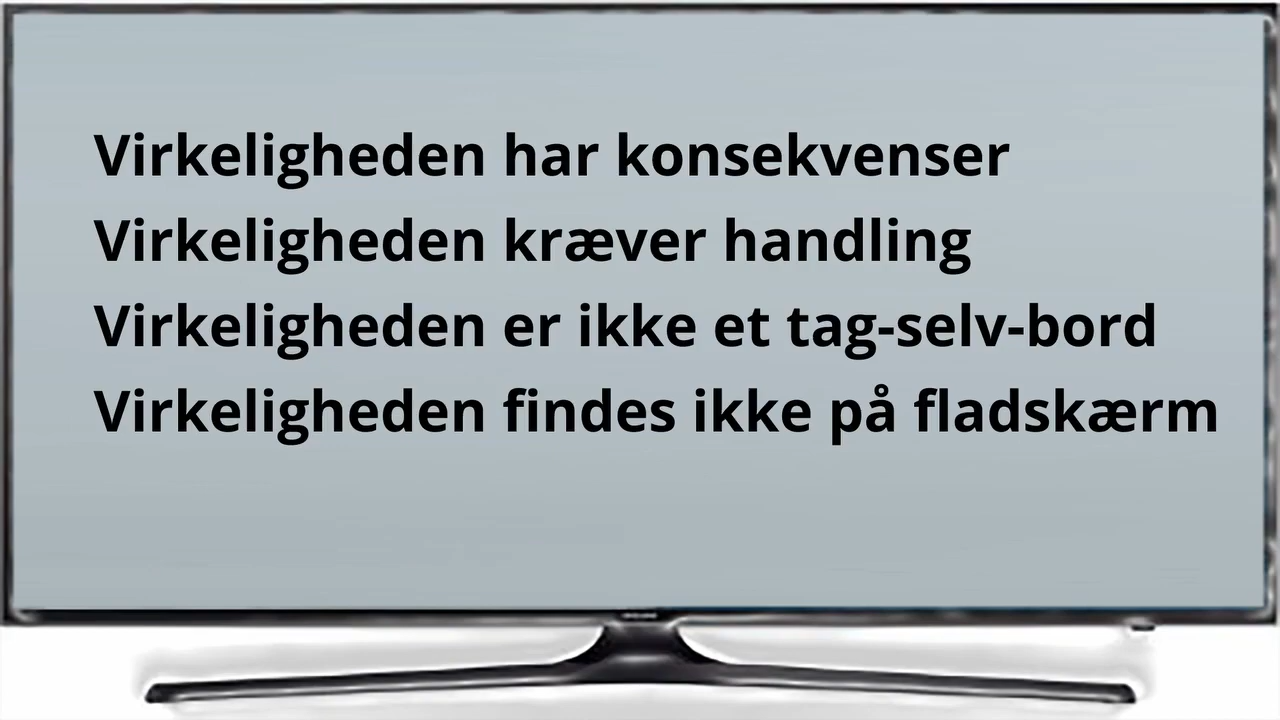 Virkeligheden har konsekvenser
Virkeligheden kræver handling
Virkeligheden er ikke et tag-selv-bord
Virkeligheden findes ikke på fladskærm